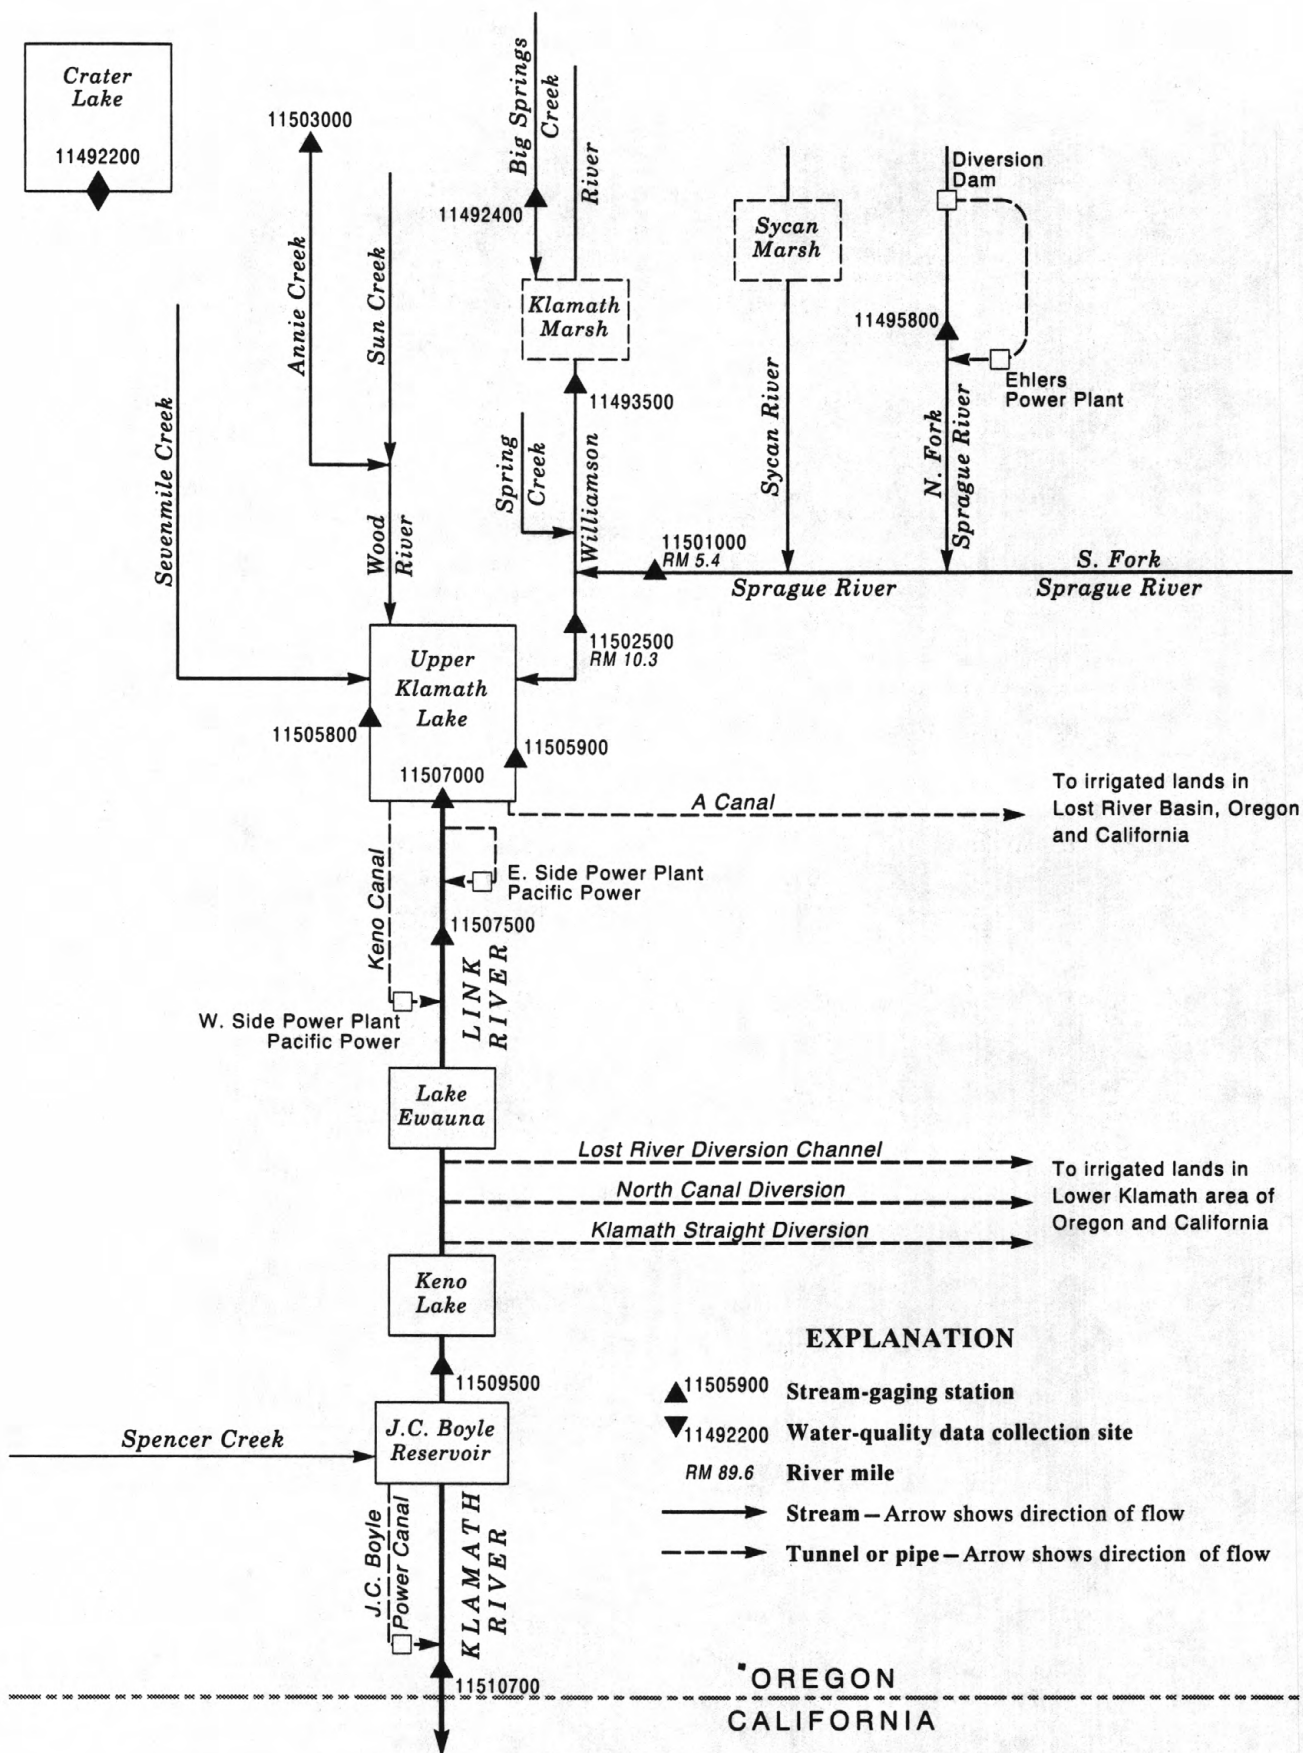 Crater
Lake
11492200
11503000
Annie Creek
Sun Creek
Big Springs
Creek
River
11492400
Klamath
Marsh
11493500
Sycan
Marsh
Diversion
Dam
11495800
Ehlers
Power Plant
Sevenmile Creek
Wood
River
Spring
Creek
Williamson
Sycan River
N. Fork
Sprague River
11501000
RM 5.4
Sprague River
S. Fork
Sprague River
11502500
RM 10.3
Upper
Klamath
Lake
11505800
11505900
11507000
A Canal
To irrigated lands in
Lost River Basin, Oregon
and California
Keno Canal
E. Side Power Plant
Pacific Power
11507500
LINK
RIVER
W. Side Power Plant
Pacific Power
Lake
Ewauna
Lost River Diversion Channel
North Canal Diversion
Klamath Straight Diversion
To irrigated lands in
Lower Klamath area of
Oregon and California
Keno
Lake
11509500
Spencer Creek
J.C. Boyle
Reservoir
J.C. Boyle
Power Canal
KLAMATH
RIVER
11510700
EXPLANATION
11505900 Stream-gaging station
11492200 Water-quality data collection site
RM 89.6 River mile
Stream—Arrow shows direction of flow
Tunnel or pipe—Arrow shows direction of flow
OREGON
CALIFORNIA